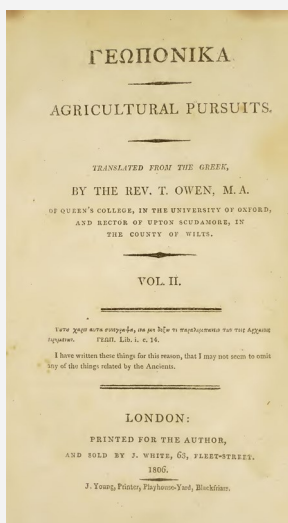 ΓΕΩΠΟΝΙΚΑ.
AGRICULTURAL PURSUITS.
TRANSLATED FROM THE GREEK,
BY THE REV. T. OWEN, M. A.
OF QUEEN'S COLLEGE, IN THE UNIVERSITY OF OXFORD,
AND RECTOR OF UPTON SCUDAMORE, IN
THE COUNTY OF WILTS.
VOL. II.
αυτα
ΓΕΩΠ. Lib. i. c. 14.
I have written these things for this reason, that I may not seem to omit
any of the things related by the Ancients.
LONDON:
PRINTED FOR THE AUTHOR,
AND SOLD BY J. WHITE, 63, FLEET-STREET.
1806.
J. Young, Printer, Playhouse-Yard, Blackfriars.